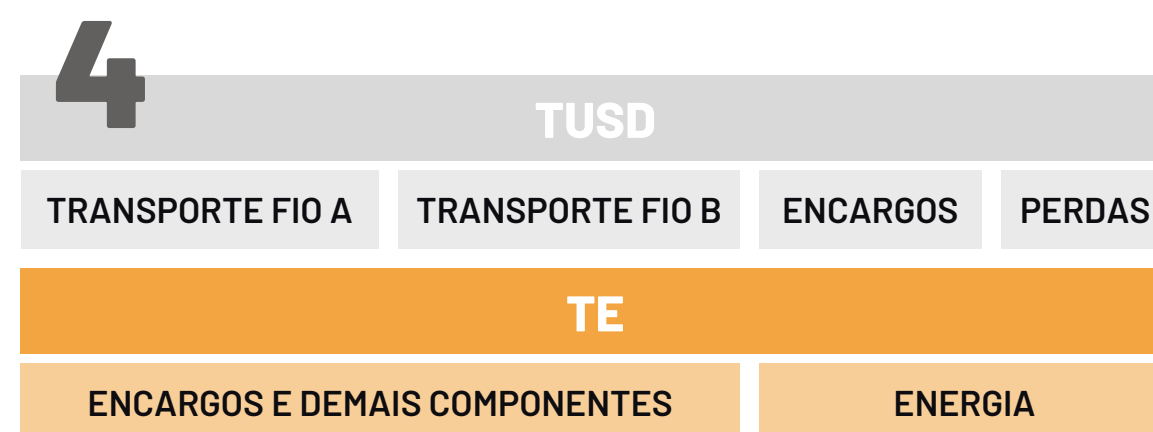 4
TUSD
TRANSPORTE FIO A
TRANSPORTE FIO B
ENCARGOS
PERDAS
TE
ENCARGOS E DEMAIS COMPONENTES
ENERGIA